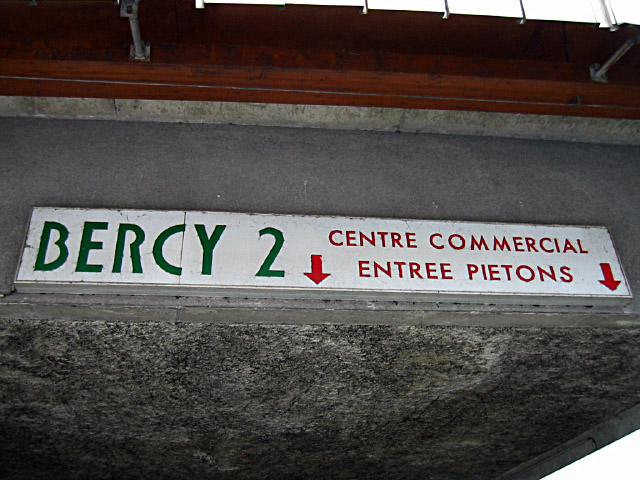 BERCY 2
CENTRE COMMERCIAL
ENTREE PIETONS